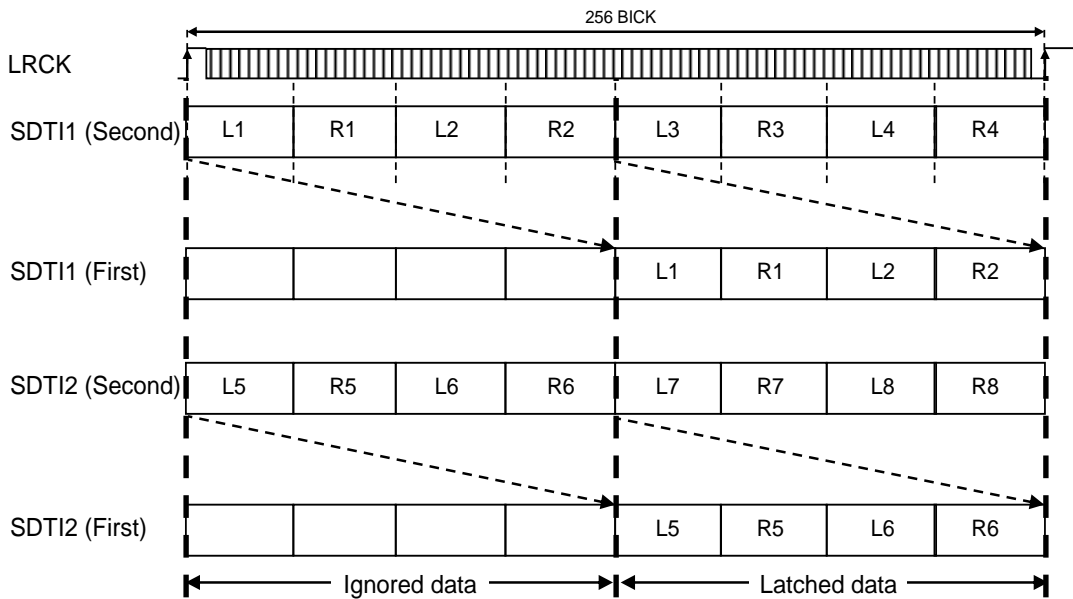 256 BICK
LRCK
SDTI1 (Second) L1 R1 L2 R2 L3 R3 L4 R4
SDTI1 (First) L1 R1 L2 R2
SDTI2 (Second) L5 R5 L6 R6 L7 R7 L8 R8
SDTI2 (First) L5 R5 L6 R6
Ignored data Latched data